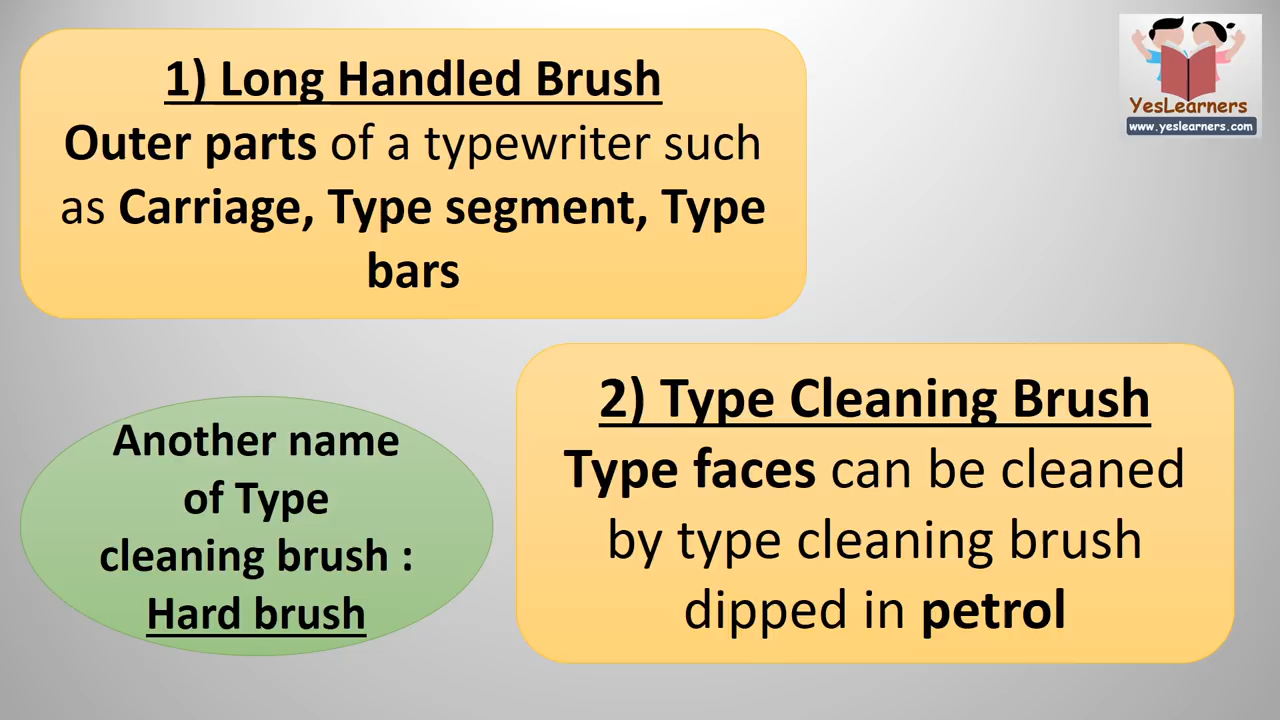 1) Long Handled Brush
Outer parts of a typewriter such
as Carriage, Type segment, Type
bars
YesLearners
www.yeslearners.com
Another name
of Type
cleaning brush :
Hard brush
2) Type Cleaning Brush
Type faces can be cleaned
by type cleaning brush
dipped in petrol